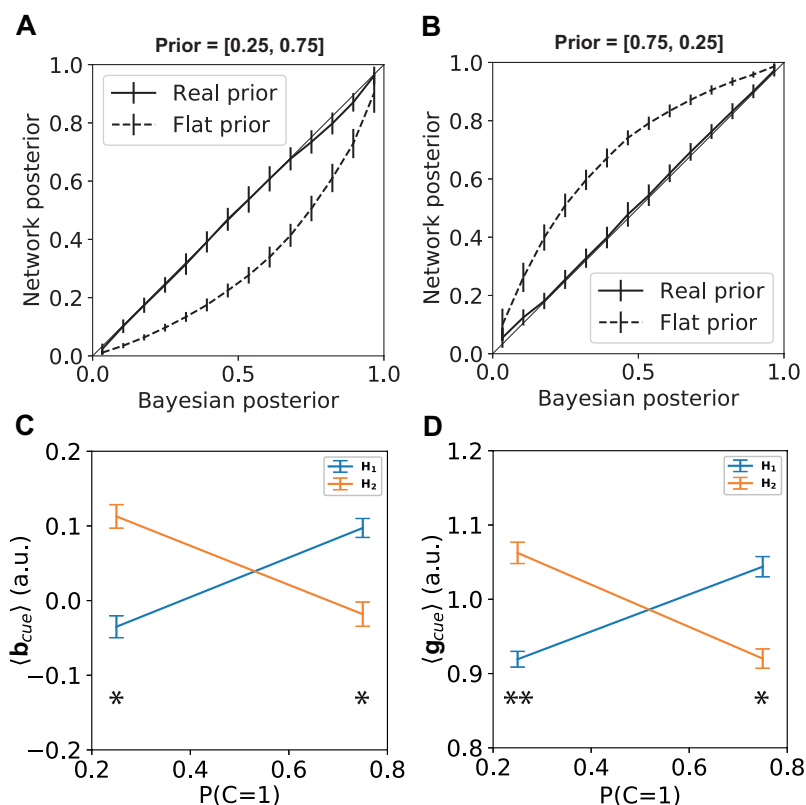 A
Prior = [0.25, 0.75]
1.0
0.8
0.6
0.4
0.2
0.0
Network posterior
Real prior
Flat prior
0.0 0.5 1.0
Bayesian posterior
B
Prior = [0.75, 0.25]
1.0
0.8
0.6
0.4
0.2
0.0
Network posterior
Real prior
Flat prior
0.0 0.5 1.0
Bayesian posterior
C
0.2
0.1
0.0
−0.1
−0.2
⟨b_cue⟩ (a.u.)
H₁
H₂
* *
0.2 0.4 0.6 0.8
P(C=1)
D
1.2
1.1
1.0
0.9
0.8
⟨g_cue⟩ (a.u.)
H₁
H₂
** *
0.2 0.4 0.6 0.8
P(C=1)